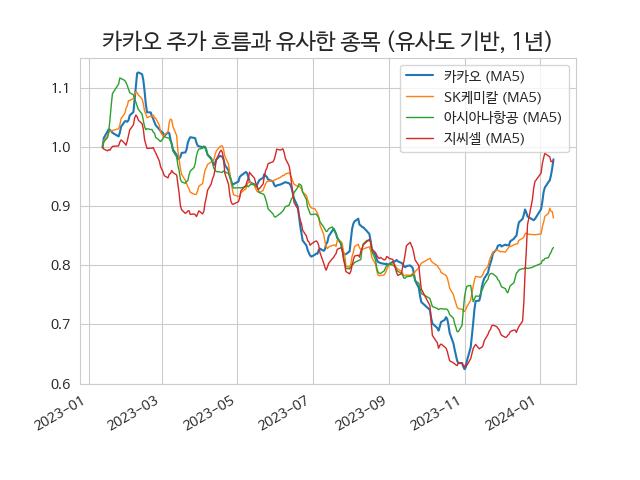 카카오 주가 흐름과 유사한 종목 (유사도 기반, 1년)
카카오 (MA5)
SK케미칼 (MA5)
아시아나항공 (MA5)
지씨셀 (MA5)
1.1
1.0
0.9
0.8
0.7
0.6
2023-01
2023-03
2023-05
2023-07
2023-09
2023-11
2024-01